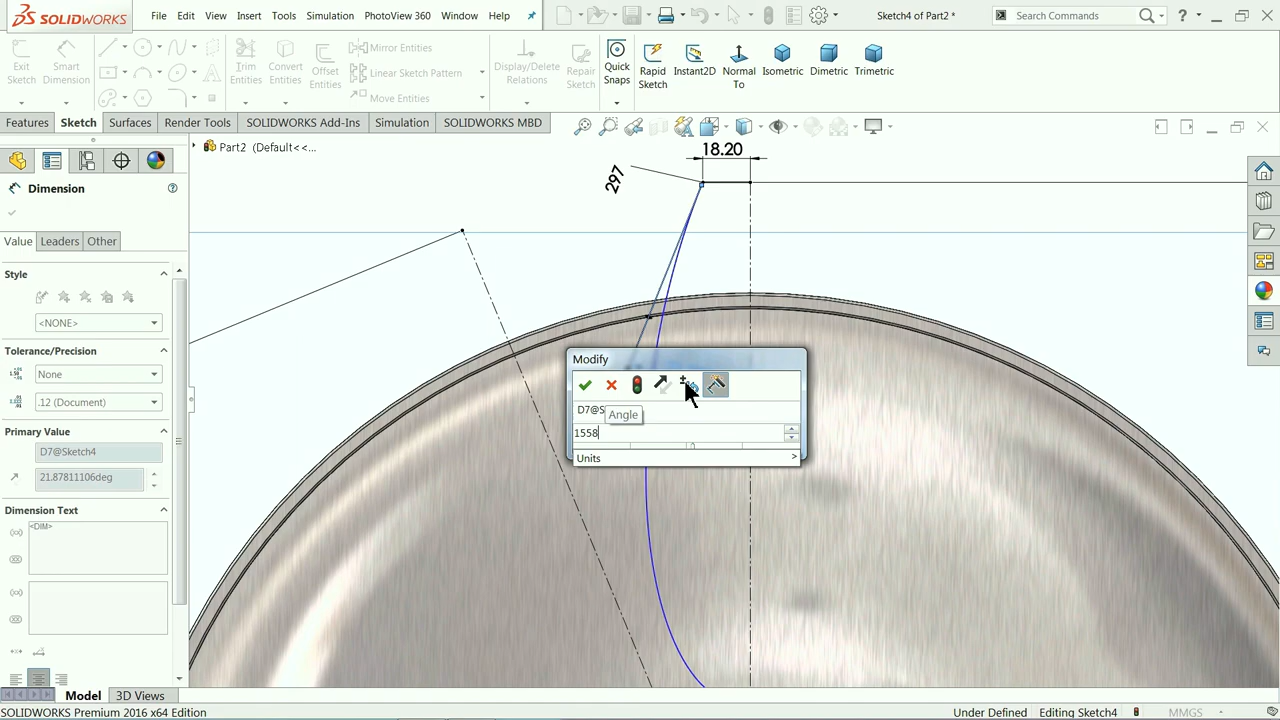 SOLIDWORKS
File Edit View Insert Tools Simulation PhotoView 360 Window Help
Sketch4 of Part2 *
Search Commands
Exit Sketch
Smart Dimension
Trim Entities
Convert Entities
Offset Entities
Mirror Entities
Linear Sketch Pattern
Move Entities
Display/Delete Relations
Repair Sketch
Quick Snaps
Rapid Sketch
Instant2D
Normal To
Isometric
Dimetric
Trimetric
Features Sketch Surfaces Render Tools SOLIDWORKS Add-Ins Simulation SOLIDWORKS MBD
Part2 (Default<<...
18.20
297
Dimension
Value Leaders Other
Style
<NONE>
Tolerance/Precision
None
.12 (Document)
Primary Value
D7@Sketch4
21.87811106deg
Dimension Text
<DIM>
Modify
D7@S
Angle
1558
Units >
Model 3D Views
SOLIDWORKS Premium 2016 x64 Edition
Under Defined Editing Sketch4 MMGS